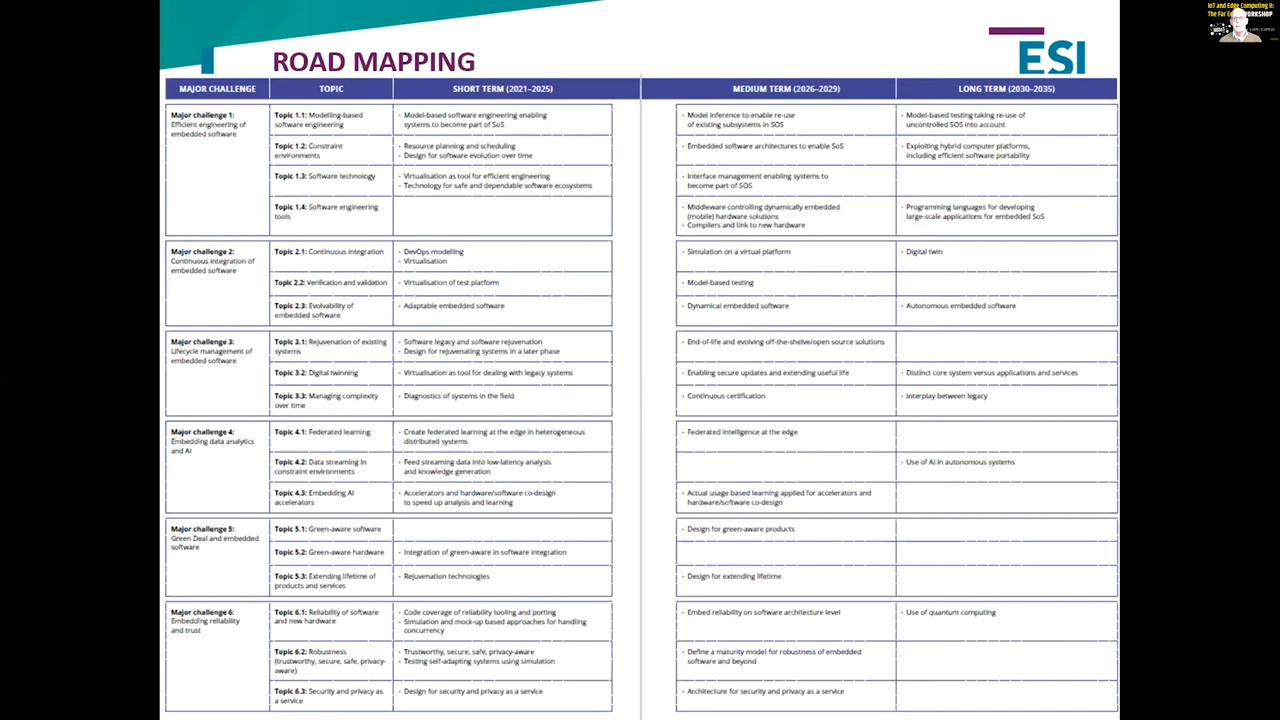 IoT and Edge Computing II:
The Far Edge WORKSHOP
ROAD MAPPING
ESI
MAJOR CHALLENGE TOPIC SHORT TERM (2021–2025) MEDIUM TERM (2026–2029) LONG TERM (2030–2035)
Major challenge 1:
Efficient engineering of
embedded software
Topic 1.1: Modelling-based
software engineering
· Model-based software engineering enabling
systems to become part of SoS
· Model inference to enable re-use
of existing subsystems in SOS
· Model-based testing taking re-use of
uncontrolled SOS into account
Topic 1.2: Constraint
environments
· Resource planning and scheduling
· Design for software evolution over time
· Embedded software architectures to enable SoS
· Exploiting hybrid computer platforms,
including efficient software portability
Topic 1.3: Software technology
· Virtualisation as tool for efficient engineering
· Technology for safe and dependable software ecosystems
· Interface management enabling systems to
become part of SOS
Topic 1.4: Software engineering
tools
· Middleware controlling dynamically embedded
(mobile) hardware solutions
· Compilers and link to new hardware
· Programming languages for developing
large-scale applications for embedded SoS
Major challenge 2:
Continuous integration of
embedded software
Topic 2.1: Continuous integration
· DevOps modelling
· Virtualisation
· Simulation on a virtual platform
· Digital twin
Topic 2.2: Verification and validation
· Virtualisation of test platform
· Model-based testing
Topic 2.3: Evolvability of
embedded software
· Adaptable embedded software
· Dynamical embedded software
· Autonomous embedded software
Major challenge 3:
Lifecycle management of
embedded software
Topic 3.1: Rejuvenation of existing
systems
· Software legacy and software rejuvenation
· Design for rejuvenating systems in a later phase
· End-of-life and evolving off-the-shelve/open source solutions
Topic 3.2: Digital twinning
· Virtualisation as tool for dealing with legacy systems
· Enabling secure updates and extending useful life
· Distinct core system versus applications and services
Topic 3.3: Managing complexity
over time
· Diagnostics of systems in the field
· Continuous certification
· Interplay between legacy
Major challenge 4:
Embedding data analytics
and AI
Topic 4.1: Federated learning
· Create federated learning at the edge in heterogeneous
distributed systems
· Federated intelligence at the edge
Topic 4.2: Data streaming in
constraint environments
· Feed streaming data into low-latency analysis
and knowledge generation
· Use of AI in autonomous systems
Topic 4.3: Embedding AI
accelerators
· Accelerators and hardware/software co-design
to speed up analysis and learning
· Actual usage based learning applied for accelerators and
hardware/software co-design
Major challenge 5:
Green Deal and embedded
software
Topic 5.1: Green-aware software
· Design for green-aware products
Topic 5.2: Green-aware hardware
· Integration of green-aware in software integration
Topic 5.3: Extending lifetime of
products and services
· Rejuvenation technologies
· Design for extending lifetime
Major challenge 6:
Embedding reliability
and trust
Topic 6.1: Reliability of software
and new hardware
· Code coverage of reliability tooling and porting
· Simulation and mock-up based approaches for handling
concurrency
· Embed reliability on software architecture level
· Use of quantum computing
Topic 6.2: Robustness
(trustworthy, secure, safe, privacy-
aware)
· Trustworthy, secure, safe, privacy-aware
· Testing self-adapting systems using simulation
· Define a maturity model for robustness of embedded
software and beyond
Topic 6.3: Security and privacy as
a service
· Design for security and privacy as a service
· Architecture for security and privacy as a service